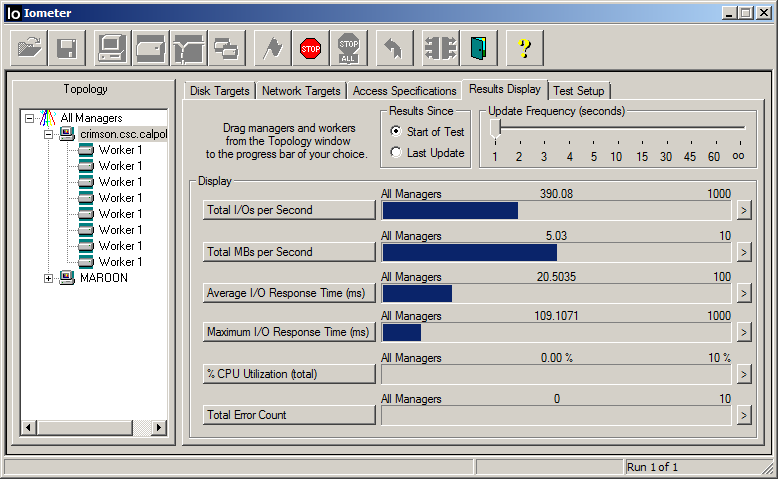 Iometer
STOP
STOP ALL
?
Topology
All Managers
crimson.csc.calpol
Worker 1
Worker 1
Worker 1
Worker 1
Worker 1
Worker 1
Worker 1
Worker 1
MAROON
Disk Targets Network Targets Access Specifications Results Display Test Setup
Drag managers and workers
from the Topology window
to the progress bar of your choice.
Results Since
Start of Test
Last Update
Update Frequency (seconds)
1 2 3 4 5 10 15 30 45 60 oo
Display
All Managers 390.08 1000
Total I/Os per Second >
All Managers 5.03 10
Total MBs per Second >
All Managers 20.5035 100
Average I/O Response Time (ms) >
All Managers 109.1071 1000
Maximum I/O Response Time (ms) >
All Managers 0.00 % 10 %
% CPU Utilization (total) >
All Managers 0 10
Total Error Count >
Run 1 of 1